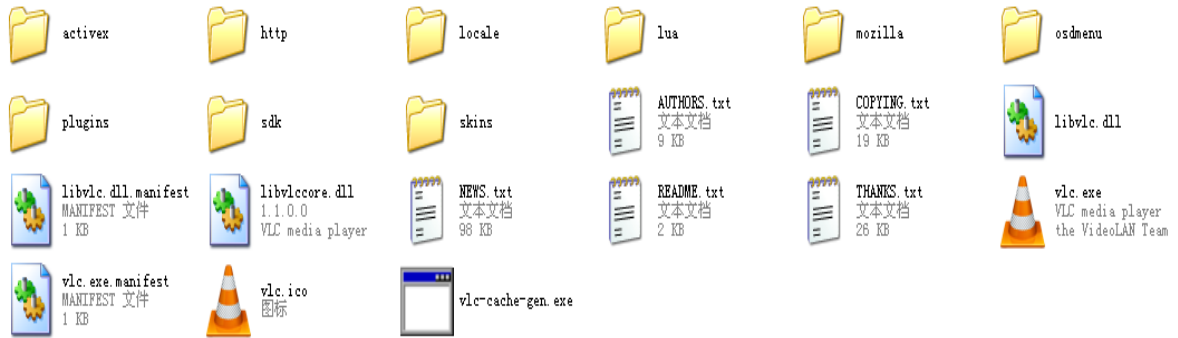 activex
http
locale
lua
mozilla
osdmenu
plugins
sdk
skins
AUTHORS.txt
文本文档
9 KB
COPYING.txt
文本文档
19 KB
libvlc.dll
libvlc.dll.manifest
MANIFEST 文件
1 KB
libvlccore.dll
1.1.0.0
VLC media player
NEWS.txt
文本文档
98 KB
README.txt
文本文档
2 KB
THANKS.txt
文本文档
26 KB
vlc.exe
VLC media player
the VideoLAN Team
vlc.exe.manifest
MANIFEST 文件
1 KB
vlc.ico
图标
vlc-cache-gen.exe